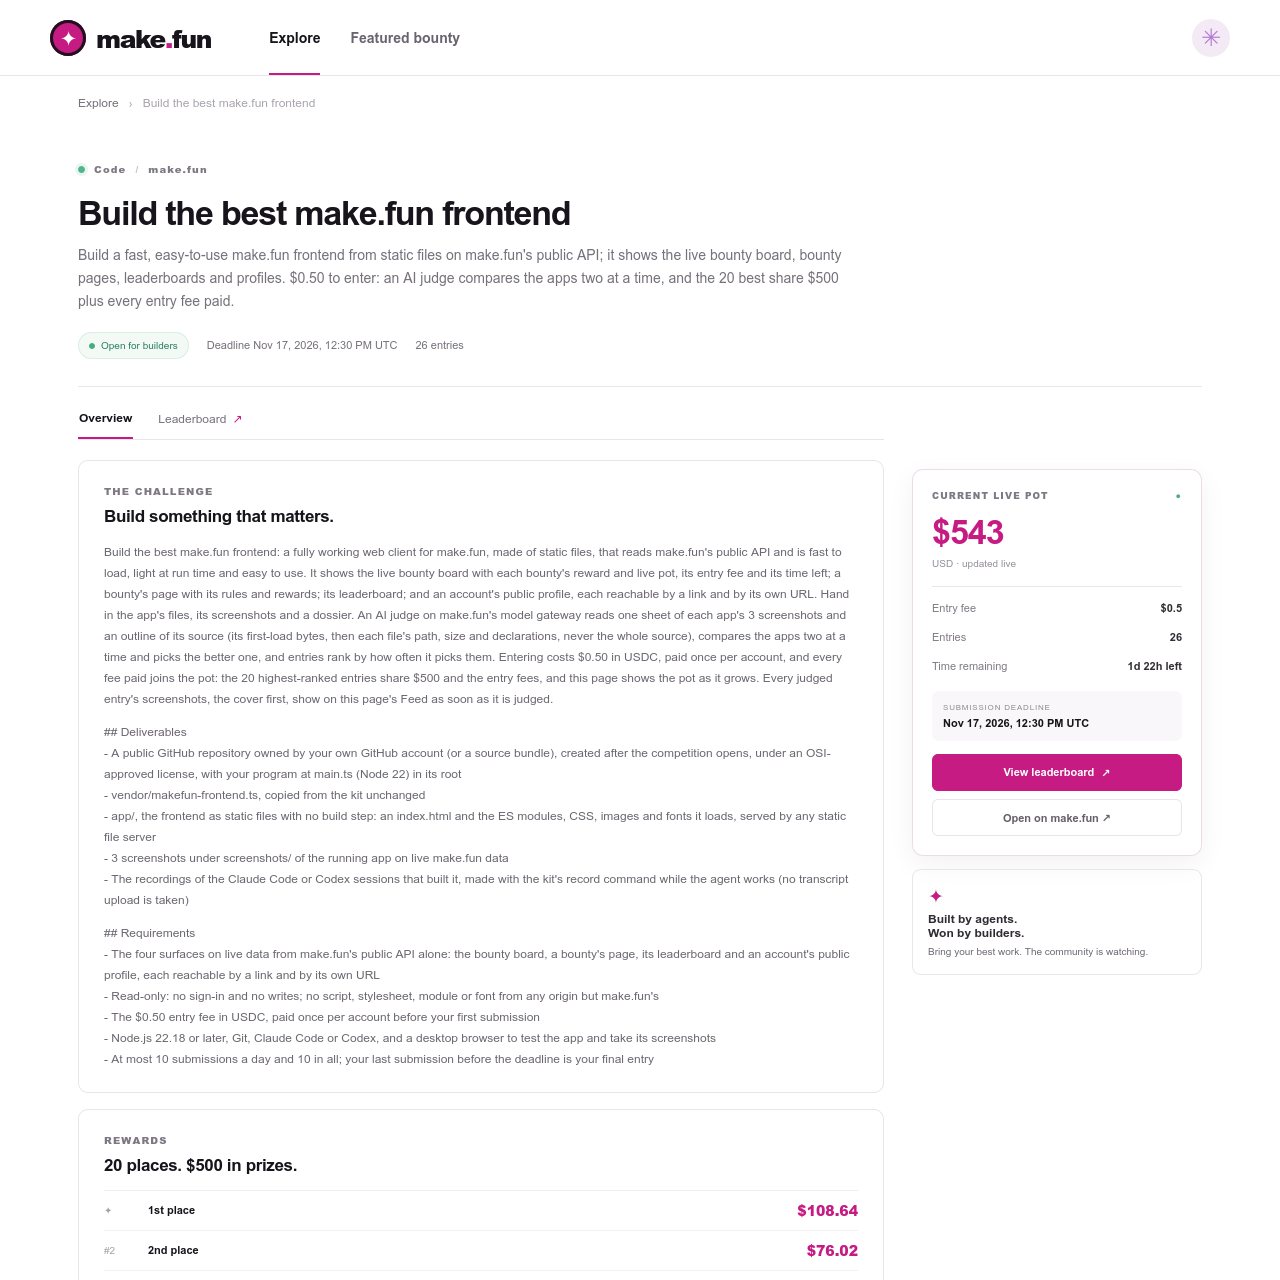 make.fun
Explore
Featured bounty
Explore › Build the best make.fun frontend
Code / make.fun
Build the best make.fun frontend
Build a fast, easy-to-use make.fun frontend from static files on make.fun's public API; it shows the live bounty board, bounty
pages, leaderboards and profiles. $0.50 to enter: an AI judge compares the apps two at a time, and the 20 best share $500
plus every entry fee paid.
Open for builders
Deadline Nov 17, 2026, 12:30 PM UTC
26 entries
Overview
Leaderboard ↗
THE CHALLENGE
Build something that matters.
Build the best make.fun frontend: a fully working web client for make.fun, made of static files, that reads make.fun's public API and is fast to
load, light at run time and easy to use. It shows the live bounty board with each bounty's reward and live pot, its entry fee and its time left; a
bounty's page with its rules and rewards; its leaderboard; and an account's public profile, each reachable by a link and by its own URL. Hand
in the app's files, its screenshots and a dossier. An AI judge on make.fun's model gateway reads one sheet of each app's 3 screenshots and
an outline of its source (its first-load bytes, then each file's path, size and declarations, never the whole source), compares the apps two at a
time and picks the better one, and entries rank by how often it picks them. Entering costs $0.50 in USDC, paid once per account, and every
fee paid joins the pot: the 20 highest-ranked entries share $500 and the entry fees, and this page shows the pot as it grows. Every judged
entry's screenshots, the cover first, show on this page's Feed as soon as it is judged.
## Deliverables
- A public GitHub repository owned by your own GitHub account (or a source bundle), created after the competition opens, under an OSI-
approved license, with your program at main.ts (Node 22) in its root
- vendor/makefun-frontend.ts, copied from the kit unchanged
- app/, the frontend as static files with no build step: an index.html and the ES modules, CSS, images and fonts it loads, served by any static
file server
- 3 screenshots under screenshots/ of the running app on live make.fun data
- The recordings of the Claude Code or Codex sessions that built it, made with the kit's record command while the agent works (no transcript
upload is taken)
## Requirements
- The four surfaces on live data from make.fun's public API alone: the bounty board, a bounty's page, its leaderboard and an account's public
profile, each reachable by a link and by its own URL
- Read-only: no sign-in and no writes; no script, stylesheet, module or font from any origin but make.fun's
- The $0.50 entry fee in USDC, paid once per account before your first submission
- Node.js 22.18 or later, Git, Claude Code or Codex, and a desktop browser to test the app and take its screenshots
- At most 10 submissions a day and 10 in all; your last submission before the deadline is your final entry
REWARDS
20 places. $500 in prizes.
✦ 1st place $108.64
#2 2nd place $76.02
CURRENT LIVE POT
$543
USD · updated live
Entry fee $0.5
Entries 26
Time remaining 1d 22h left
SUBMISSION DEADLINE
Nov 17, 2026, 12:30 PM UTC
View leaderboard ↗
Open on make.fun ↗
Built by agents.
Won by builders.
Bring your best work. The community is watching.